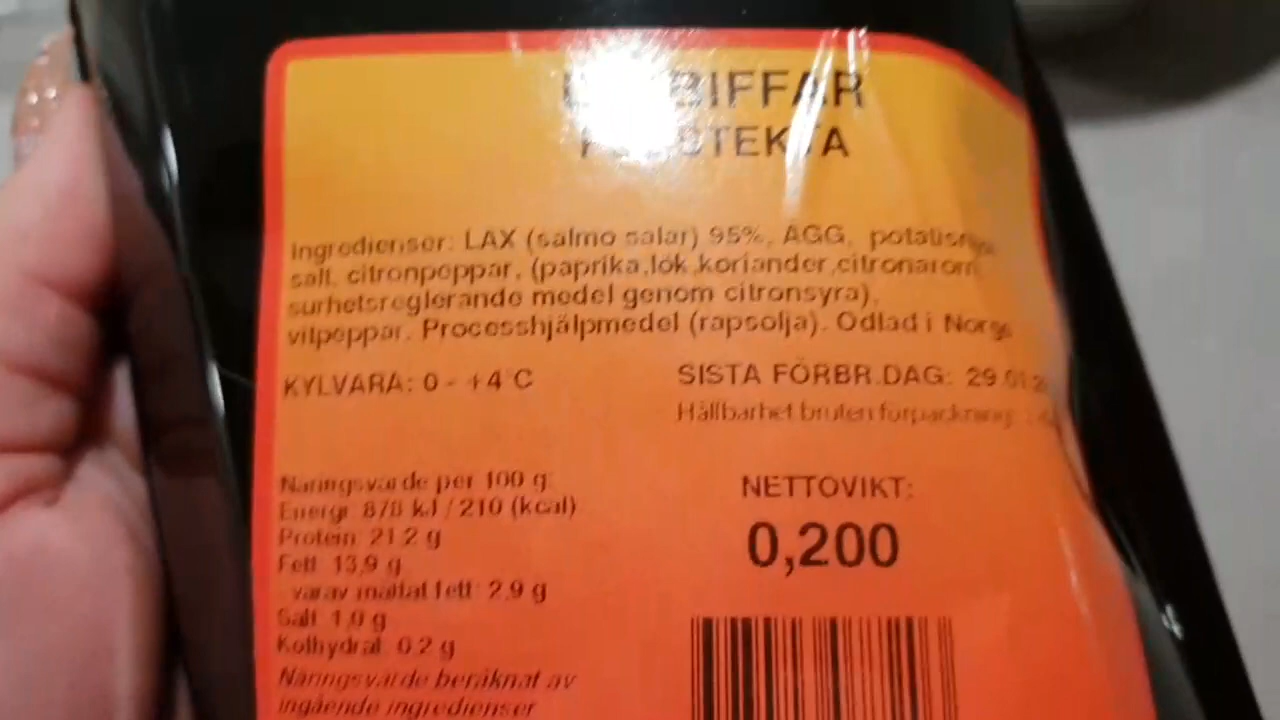 BIFFAR
Ingredienser: LAX (salmo salar) 95%, ÄGG,
salt, citronpeppar, (paprika,lök,koriander,citronarom
surhetsreglerande medel genom citronsyra),
vitpeppar. Processhjälpmedel (rapsolja). Odlad i Norge
KYLVARA: 0 - +4°C
SISTA FÖRBR.DAG: 29
Hållbarhet bruten förpackning:
Näringsvärde per 100 g:
Energi: 878 kJ / 210 (kcal)
Protein: 21,2 g
Fett: 13,9 g
varav mättat fett: 2,9 g
Salt: 1,0 g
Kolhydrat: 0,2 g
Näringsvärde beräknat av
ingående ingredienser
NETTOVIKT:
0,200